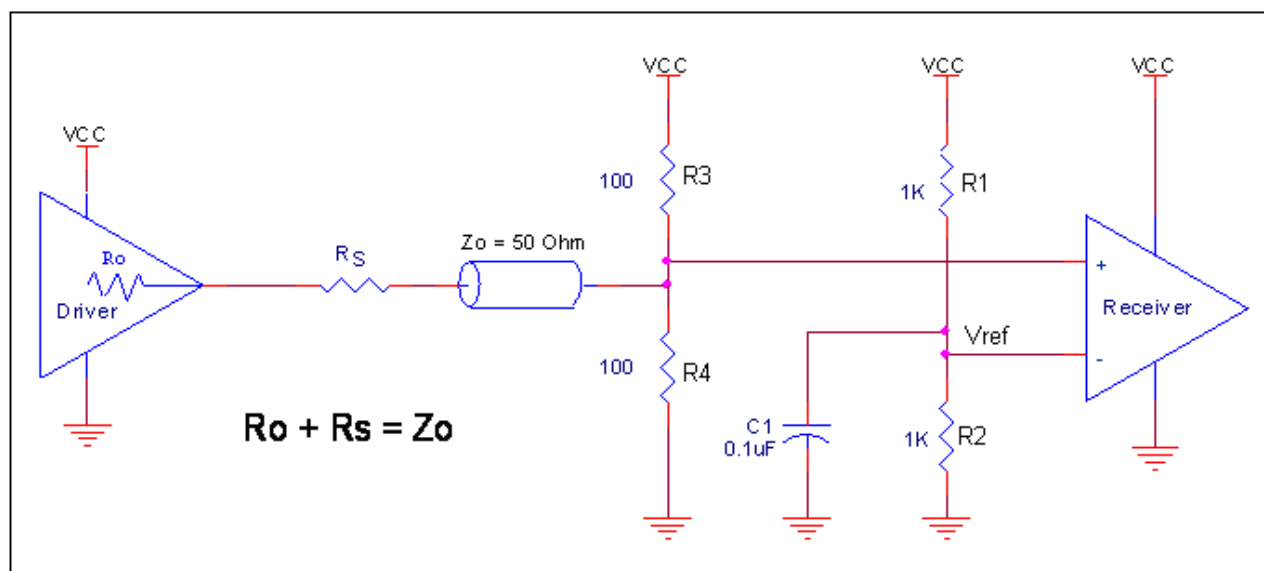 VCC
VCC
VCC
VCC
R3
100
R1
1K
Zo = 50 Ohm
RS
Ro
Driver
+
Receiver
Vref
-
100
R4
Ro + Rs = Zo
C1
0.1uF
1K
R2